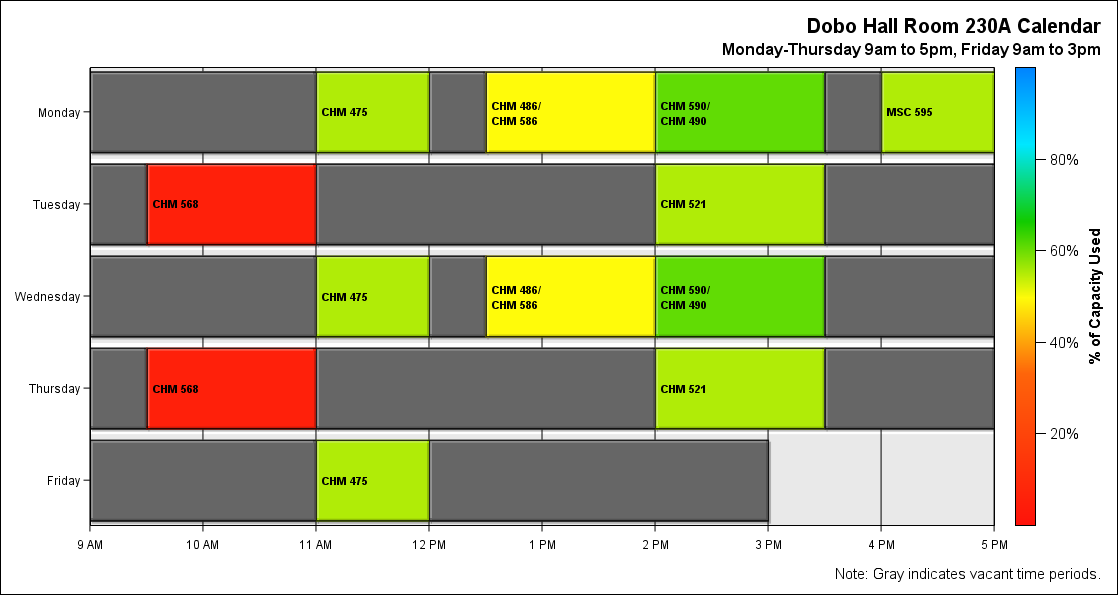 Dobo Hall Room 230A Calendar
Monday-Thursday 9am to 5pm, Friday 9am to 3pm
Monday
CHM 475
CHM 486/
CHM 586
CHM 590/
CHM 490
MSC 595
Tuesday
CHM 568
CHM 521
Wednesday
CHM 475
CHM 486/
CHM 586
CHM 590/
CHM 490
Thursday
CHM 568
CHM 521
Friday
CHM 475
9 AM 10 AM 11 AM 12 PM 1 PM 2 PM 3 PM 4 PM 5 PM
80%
60%
40%
20%
% of Capacity Used
Note: Gray indicates vacant time periods.